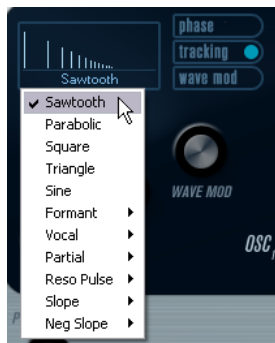 phase
tracking
Sawtooth
wave mod
✓ Sawtooth
Parabolic
Square
Triangle
Sine
Formant
Vocal
Partial
Reso Pulse
Slope
Neg Slope
WAVE MOD
OSC
P